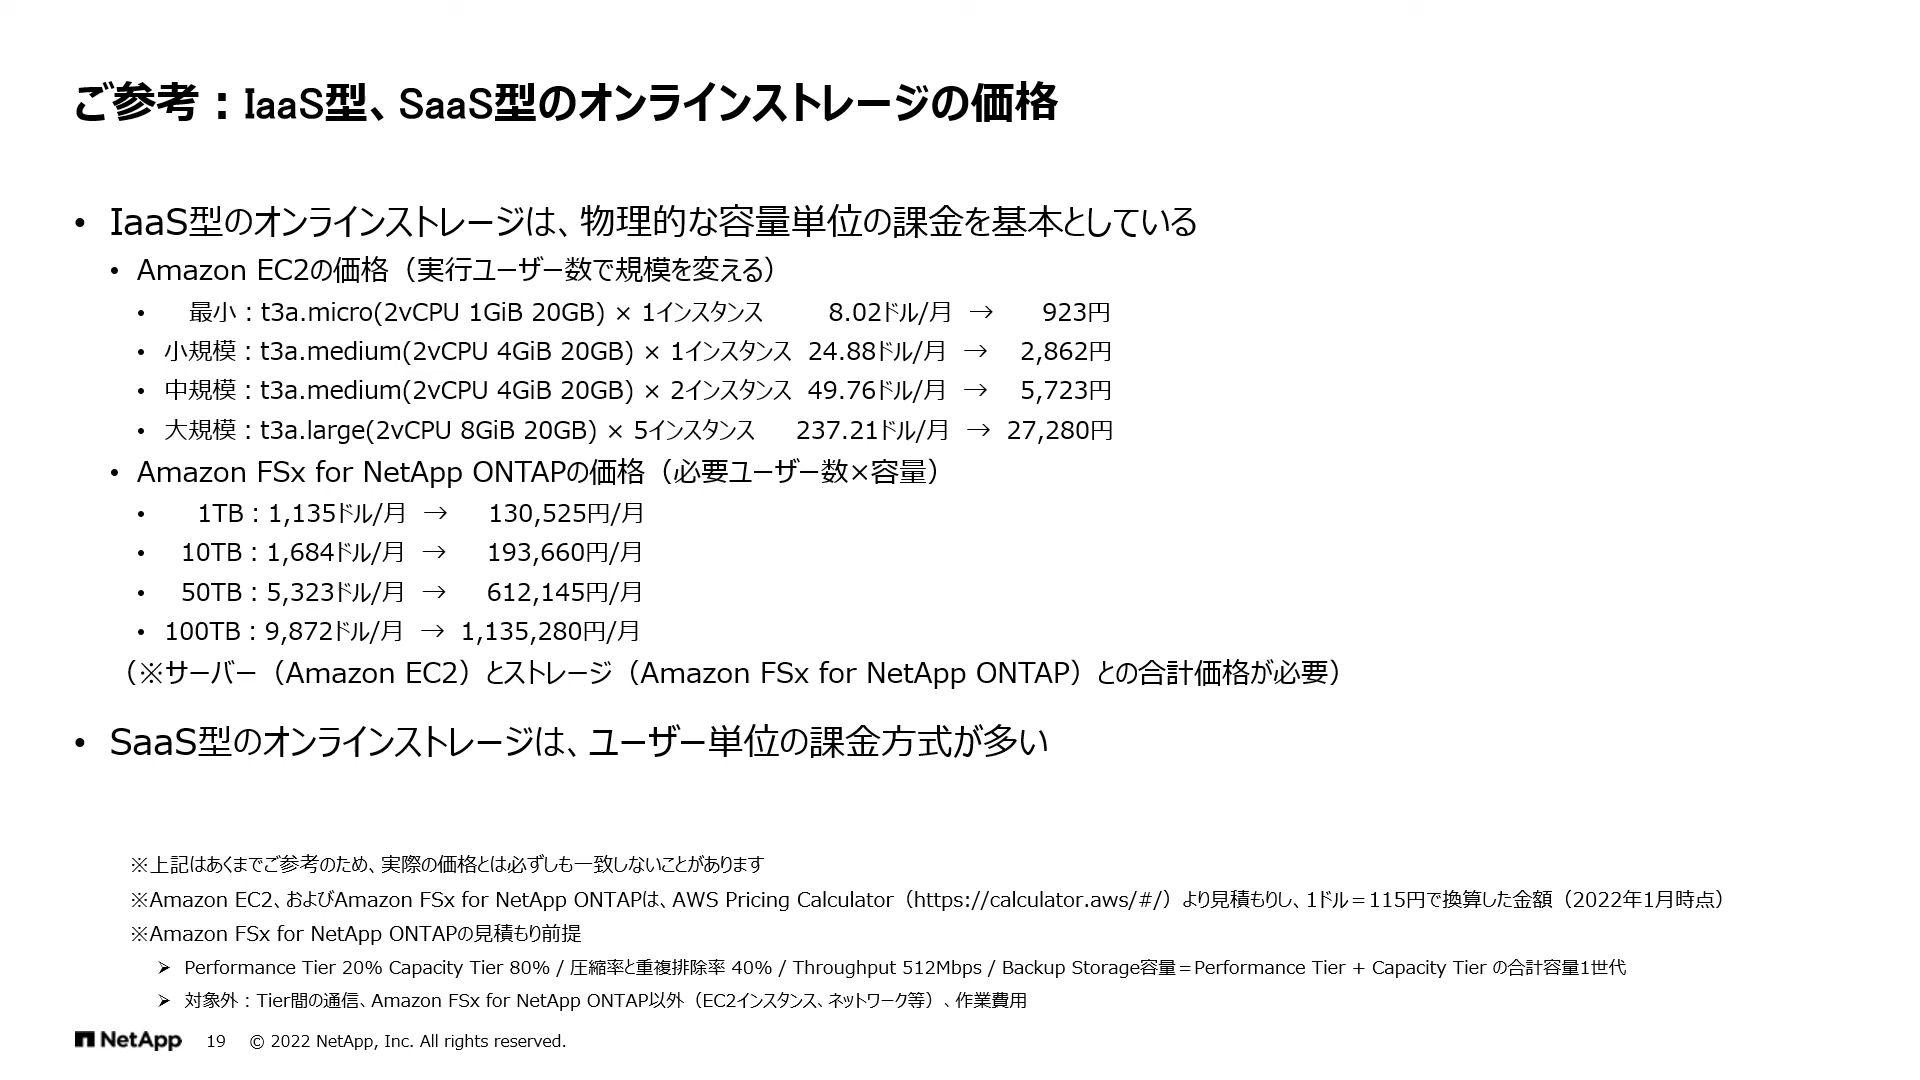 ご参考：IaaS型、SaaS型のオンラインストレージの価格
• IaaS型のオンラインストレージは、物理的な容量単位の課金を基本としている
• Amazon EC2の価格（実行ユーザー数で規模を変える）
• 最小：t3a.micro(2vCPU 1GiB 20GB) × 1インスタンス 8.02ドル/月 → 923円
• 小規模：t3a.medium(2vCPU 4GiB 20GB) × 1インスタンス 24.88ドル/月 → 2,862円
• 中規模：t3a.medium(2vCPU 4GiB 20GB) × 2インスタンス 49.76ドル/月 → 5,723円
• 大規模：t3a.large(2vCPU 8GiB 20GB) × 5インスタンス 237.21ドル/月 → 27,280円
• Amazon FSx for NetApp ONTAPの価格（必要ユーザー数×容量）
• 1TB：1,135ドル/月 → 130,525円/月
• 10TB：1,684ドル/月 → 193,660円/月
• 50TB：5,323ドル/月 → 612,145円/月
• 100TB：9,872ドル/月 → 1,135,280円/月
（※サーバー（Amazon EC2）とストレージ（Amazon FSx for NetApp ONTAP）との合計価格が必要）
• SaaS型のオンラインストレージは、ユーザー単位の課金方式が多い
※上記はあくまでご参考のため、実際の価格とは必ずしも一致しないことがあります
※Amazon EC2、およびAmazon FSx for NetApp ONTAPは、AWS Pricing Calculator（https://calculator.aws/#/）より見積もりし、1ドル＝115円で換算した金額（2022年1月時点）
※Amazon FSx for NetApp ONTAPの見積もり前提
➢ Performance Tier 20% Capacity Tier 80% / 圧縮率と重複排除率 40% / Throughput 512Mbps / Backup Storage容量＝Performance Tier + Capacity Tier の合計容量1世代
➢ 対象外：Tier間の通信、Amazon FSx for NetApp ONTAP以外（EC2インスタンス、ネットワーク等）、作業費用
NetApp 19 © 2022 NetApp, Inc. All rights reserved.